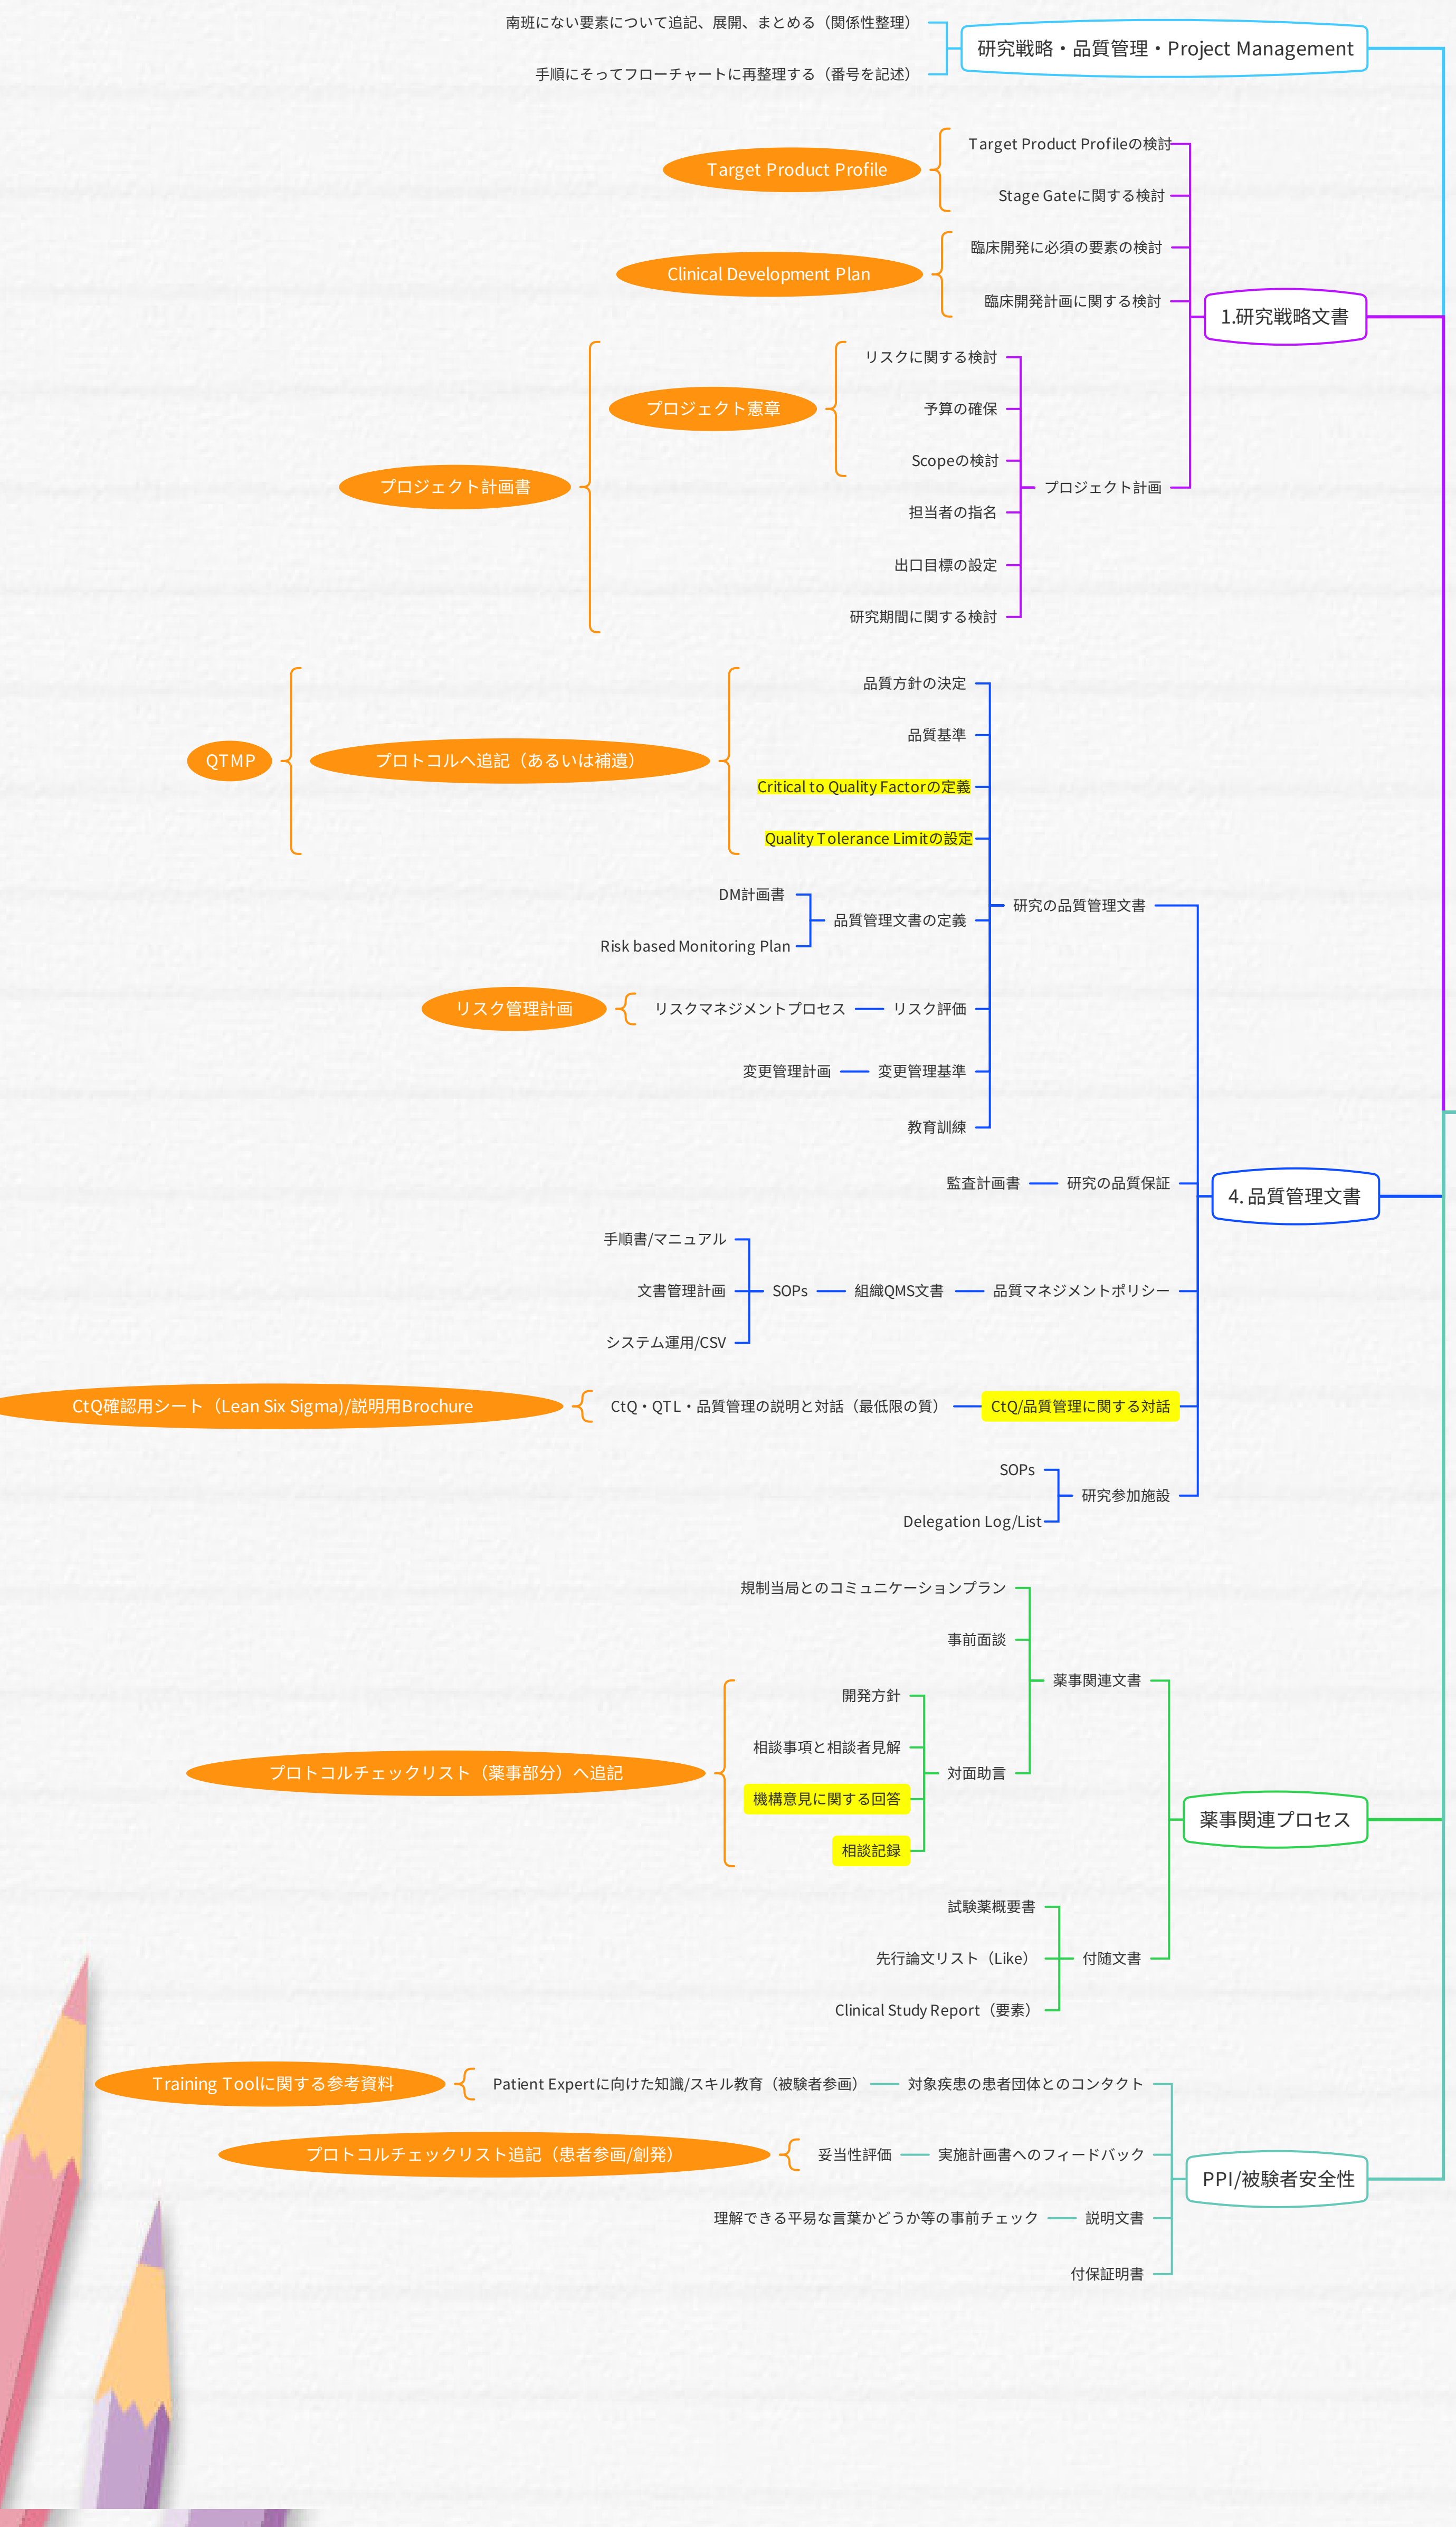 南班にない要素について追記、展開、まとめる（関係性整理）
研究戦略・品質管理・Project Management
手順にそってフローチャートに再整理する（番号を記述）
Target Product Profileの検討
Target Product Profile
Stage Gateに関する検討
臨床開発に必須の要素の検討
Clinical Development Plan
臨床開発計画に関する検討
1.研究戦略文書
リスクに関する検討
プロジェクト憲章
予算の確保
Scopeの検討
プロジェクト計画書
プロジェクト計画
担当者の指名
出口目標の設定
研究期間に関する検討
品質方針の決定
品質基準
QTMP
プロトコルへ追記（あるいは補遺）
Critical to Quality Factorの定義
Quality Tolerance Limitの設定
DM計画書
研究の品質管理文書
品質管理文書の定義
Risk based Monitoring Plan
リスク管理計画
リスクマネジメントプロセス
リスク評価
変更管理計画
変更管理基準
教育訓練
監査計画書
研究の品質保証
4. 品質管理文書
手順書/マニュアル
文書管理計画
SOPs
組織QMS文書
品質マネジメントポリシー
システム運用/CSV
CtQ確認用シート（Lean Six Sigma)/説明用Brochure
CtQ・QTL・品質管理の説明と対話（最低限の質）
CtQ/品質管理に関する対話
SOPs
研究参加施設
Delegation Log/List
規制当局とのコミュニケーションプラン
事前面談
薬事関連文書
開発方針
相談事項と相談者見解
プロトコルチェックリスト（薬事部分）へ追記
対面助言
機構意見に関する回答
薬事関連プロセス
相談記録
試験薬概要書
先行論文リスト（Like）
付随文書
Clinical Study Report（要素）
Training Toolに関する参考資料
Patient Expertに向けた知識/スキル教育（被験者参画）
対象疾患の患者団体とのコンタクト
プロトコルチェックリスト追記（患者参画/創発）
妥当性評価
実施計画書へのフィードバック
PPI/被験者安全性
理解できる平易な言葉かどうか等の事前チェック
説明文書
付保証明書